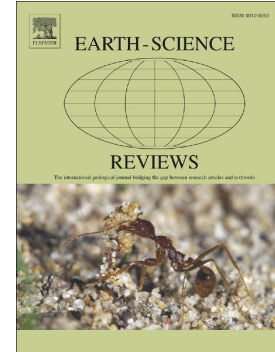 ISSN: 0012-8252
ELSEVIER
EARTH-SCIENCE
REVIEWS
The international geological journal bridging the gap between research articles and textbooks